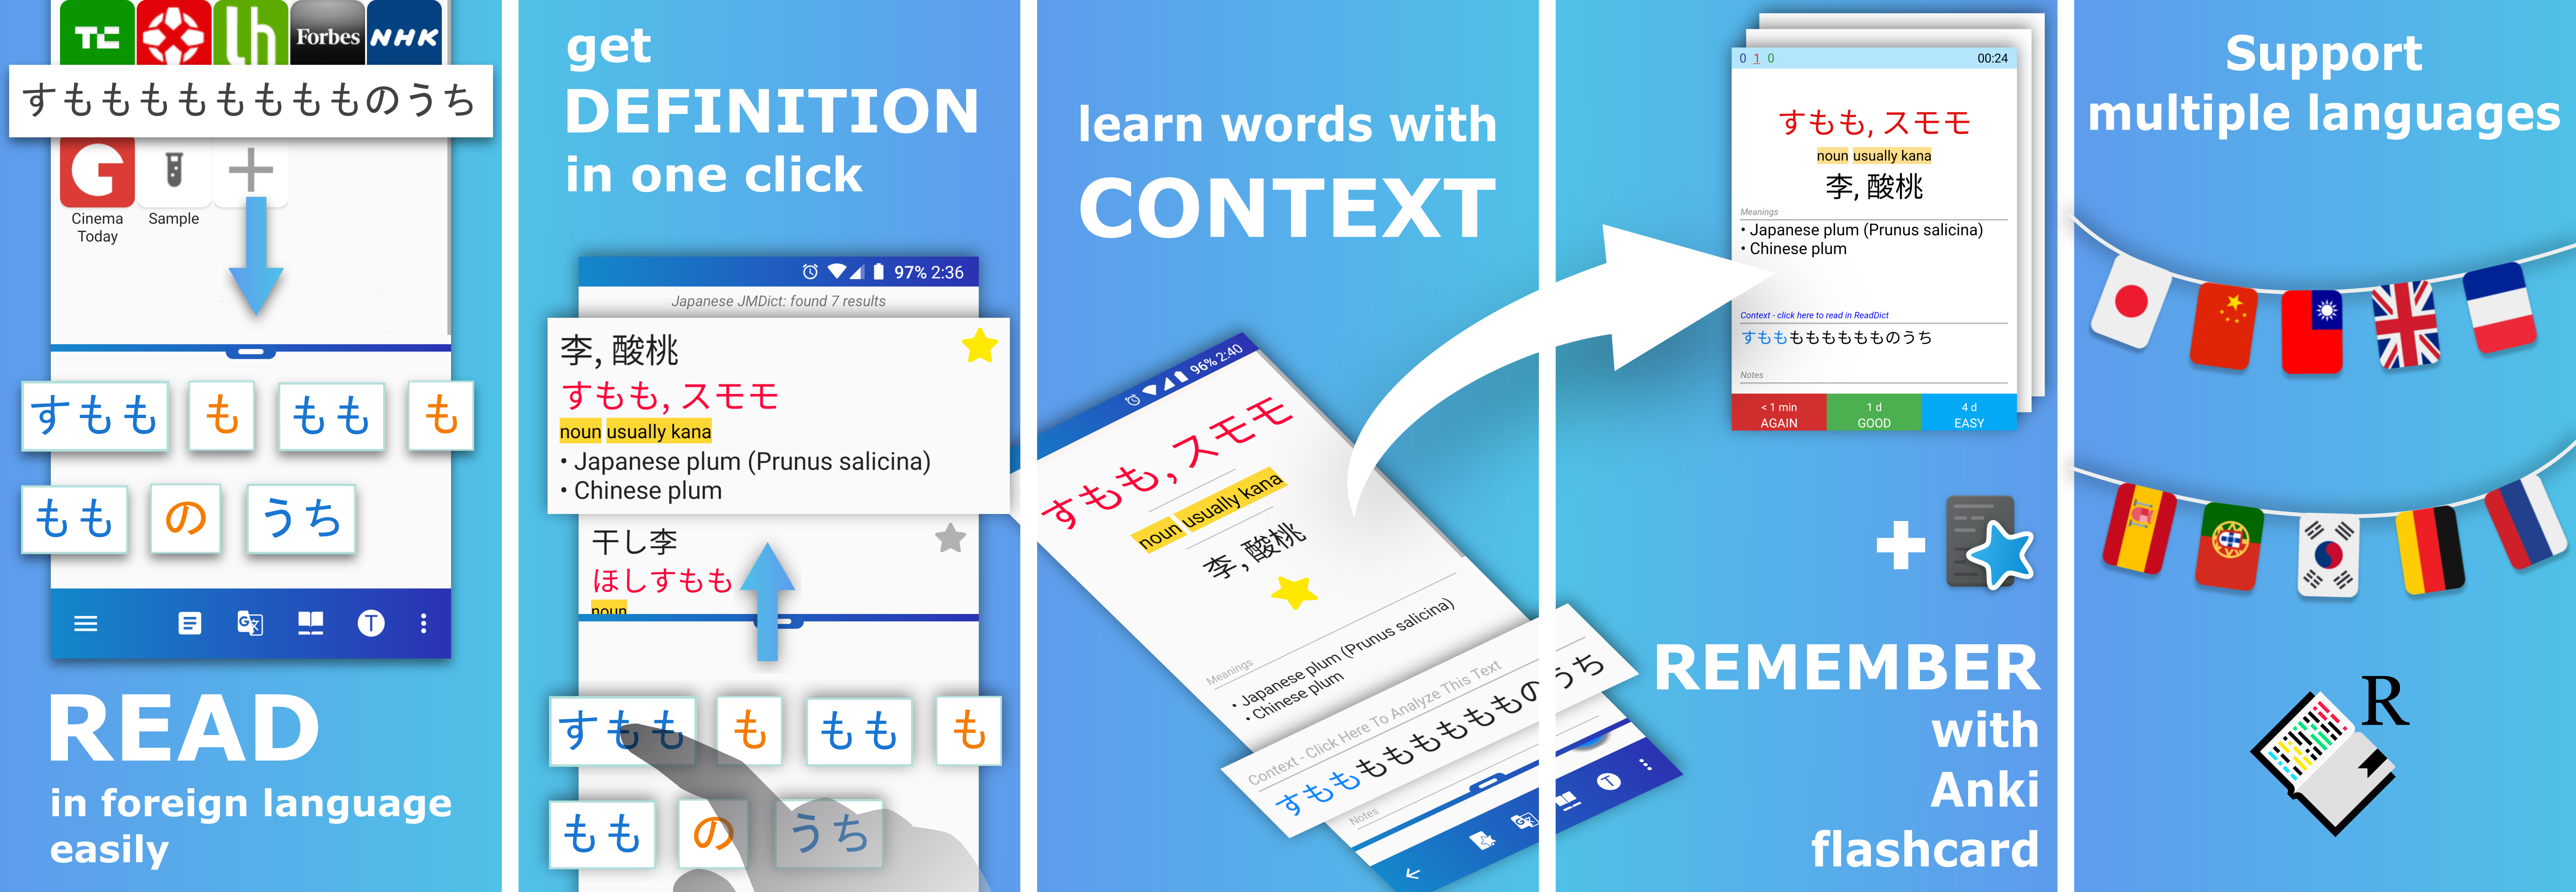 TC
lh
Forbes
NHK
すもももももももものうち
Cinema
Today
Sample
すもも も もも も
もも の うち
T
READ
in foreign language
easily
get
DEFINITION
in one click
97% 2:36
Japanese JMDict: found 7 results
李, 酸桃
すもも, スモモ
noun usually kana
• Japanese plum (Prunus salicina)
• Chinese plum
干し李
ほしすもも
noun
すもも も もも も
もも の うち
learn words with
CONTEXT
96% 2:40
すもも, スモモ
noun usually kana
李, 酸桃
Meanings
• Japanese plum (Prunus salicina)
• Chinese plum
Context - Click Here To Analyze This Text
すもももももももものうち
Notes
T
0 1 0
00:24
すもも, スモモ
noun usually kana
李, 酸桃
Meanings
• Japanese plum (Prunus salicina)
• Chinese plum
Context - click here to read in ReadDict
すもももももももものうち
Notes
< 1 min 1 d 4 d
AGAIN GOOD EASY
REMEMBER
with
Anki
flashcard
Support
multiple languages
R